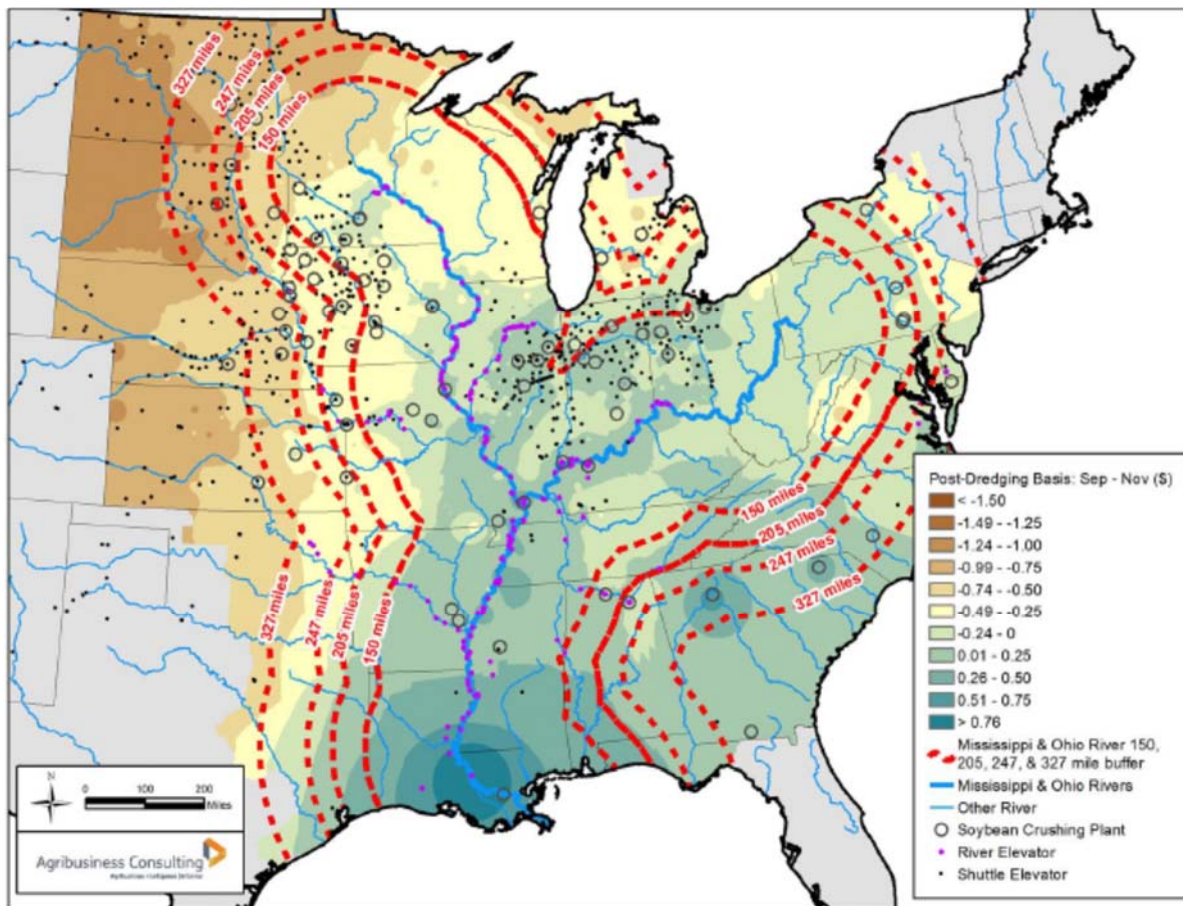 327 miles
247 miles
205 miles
150 miles
150 miles
205 miles
247 miles
327 miles
327 miles
247 miles
205 miles
150 miles
Post-Dredging Basis: Sep - Nov ($)
< -1.50
-1.49 - -1.25
-1.24 - -1.00
-0.99 - -0.75
-0.74 - -0.50
-0.49 - -0.25
-0.24 - 0
0.01 - 0.25
0.26 - 0.50
0.51 - 0.75
> 0.76
Mississippi & Ohio River 150,
205, 247, & 327 mile buffer
Mississippi & Ohio Rivers
Other River
Soybean Crushing Plant
River Elevator
Shuttle Elevator
N
0 100 200
Miles
Agribusiness Consulting
Agribusiness Intelligence | Informa